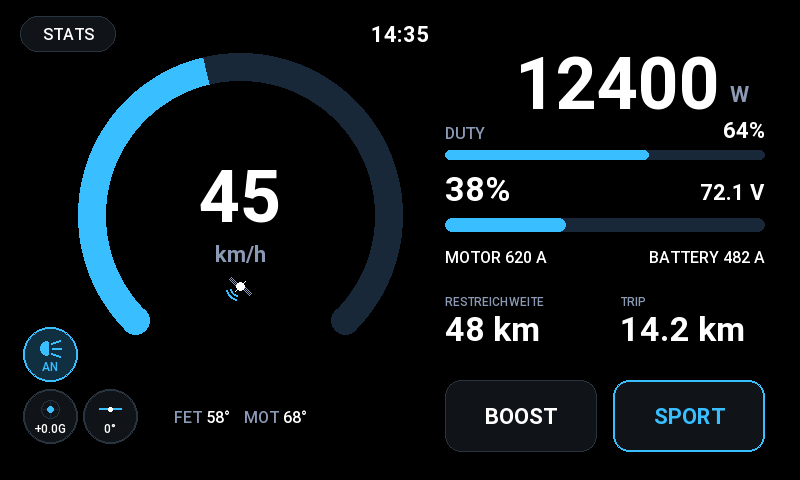 STATS
14:35
12400 W
DUTY 64%
38% 72.1 V
45
km/h
MOTOR 620 A BATTERY 482 A
RESTREICHWEITE TRIP
48 km 14.2 km
AN
+0.0G 0°
FET 58° MOT 68°
BOOST SPORT